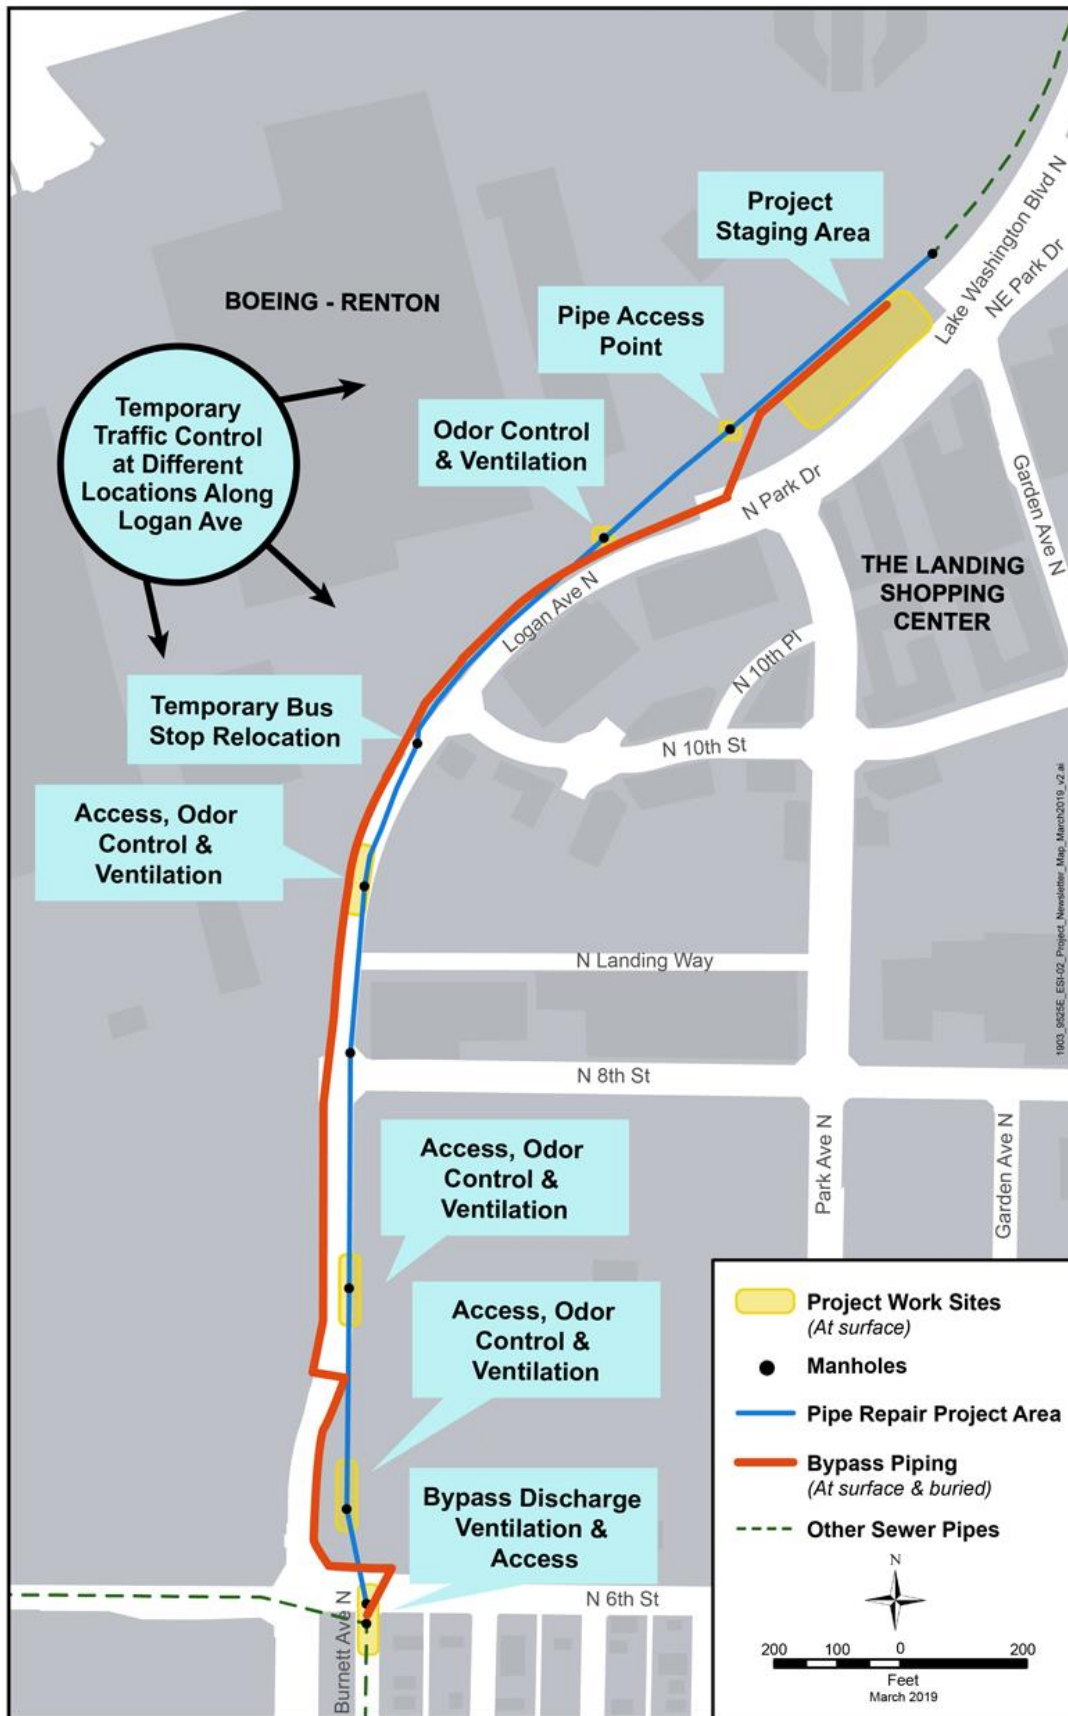 Project
Staging Area
Lake Washington Blvd N
NE Park Dr
BOEING - RENTON
Pipe Access
Point
Temporary
Traffic Control
at Different
Locations Along
Logan Ave
Odor Control
& Ventilation
N Park Dr
Garden Ave N
THE LANDING
SHOPPING
CENTER
Logan Ave N
N 10th Pl
Temporary Bus
Stop Relocation
N 10th St
Access, Odor
Control &
Ventilation
1903_9525E_ESI-02_Project_Newsletter_Map_March2019_v2.ai
N Landing Way
N 8th St
Access, Odor
Control &
Ventilation
Park Ave N
Garden Ave N
Access, Odor
Control &
Ventilation
Bypass Discharge
Ventilation &
Access
N 6th St
Burnett Ave N
Project Work Sites
(At surface)
Manholes
Pipe Repair Project Area
Bypass Piping
(At surface & buried)
Other Sewer Pipes
N
200 100 0 200
Feet
March 2019